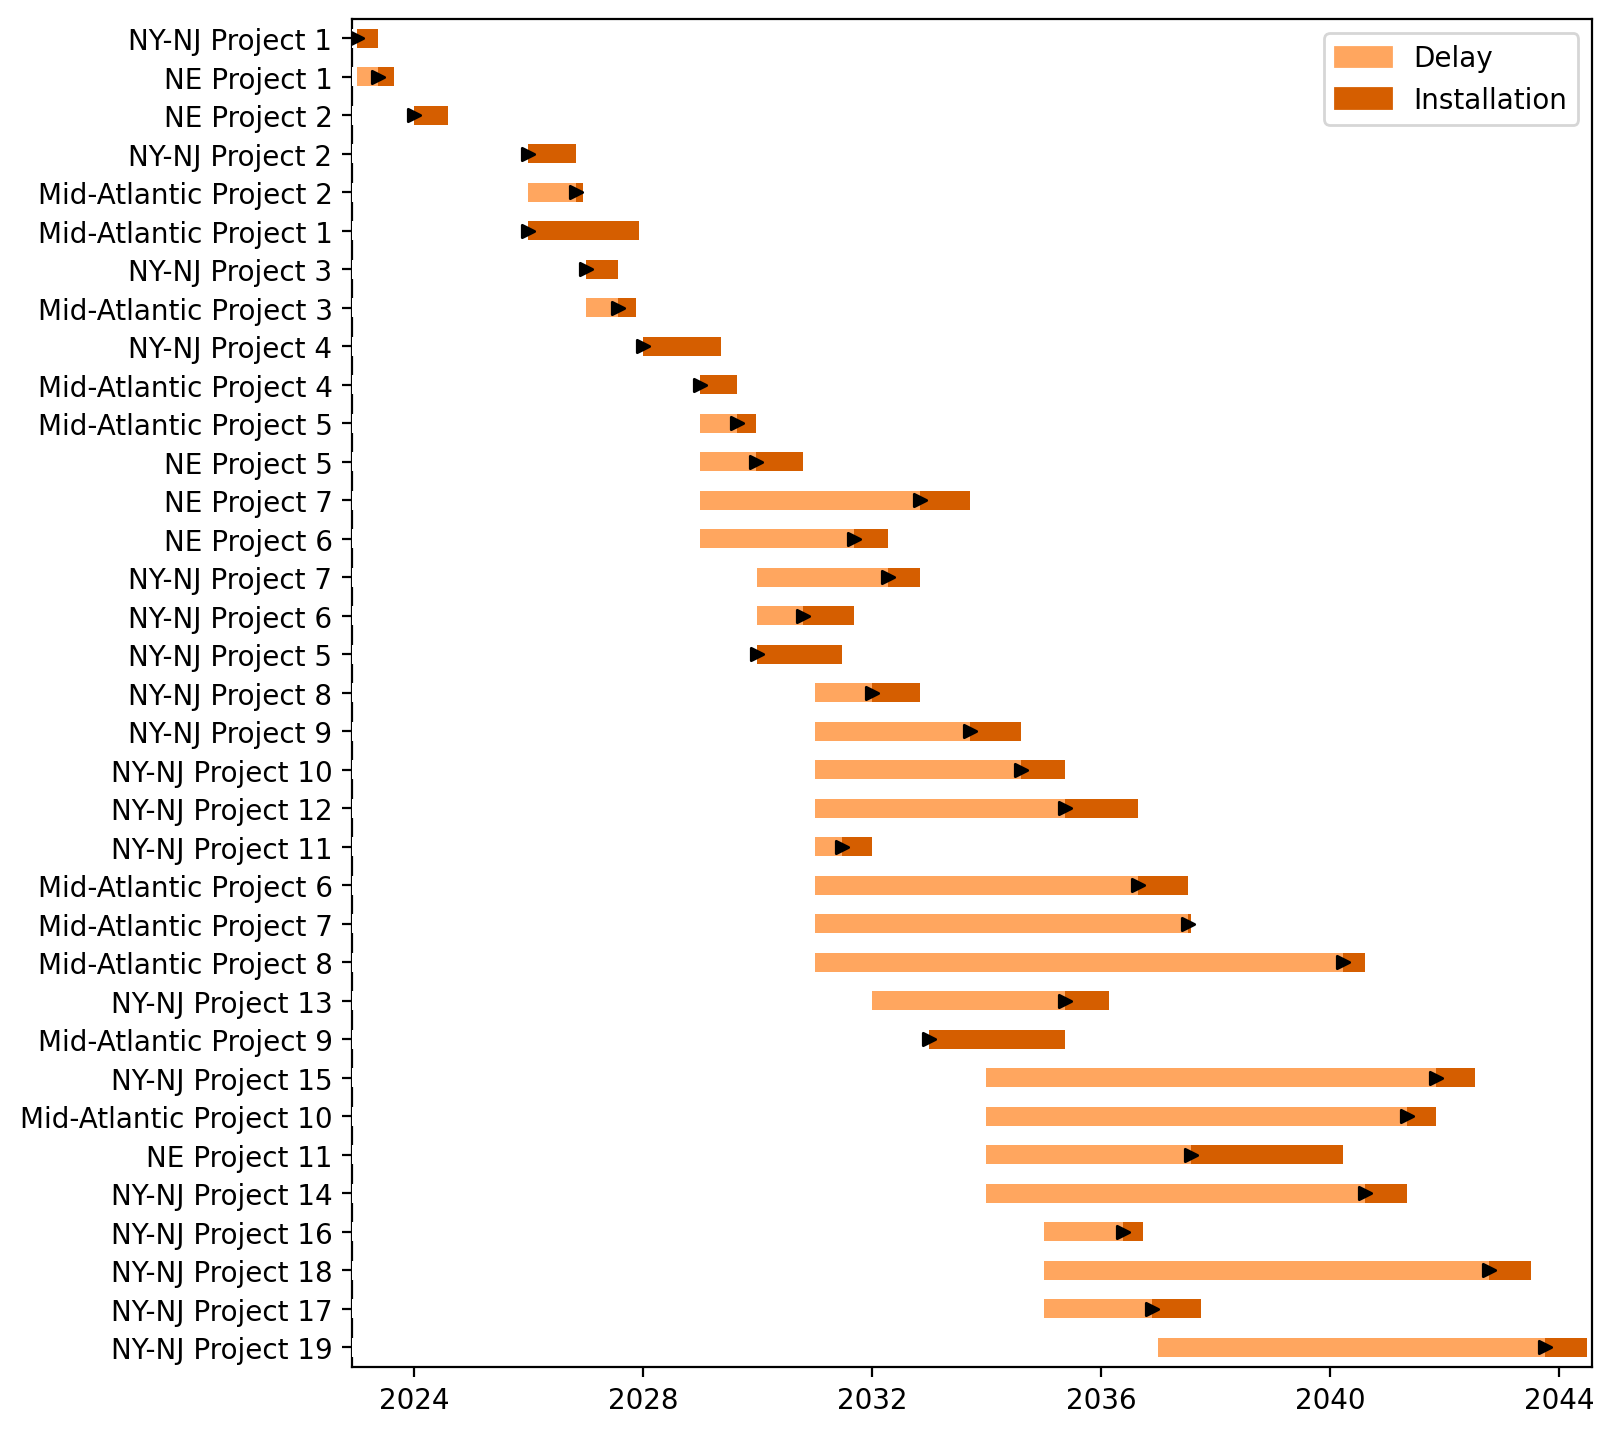 NY-NJ Project 1
NE Project 1
NE Project 2
NY-NJ Project 2
Mid-Atlantic Project 2
Mid-Atlantic Project 1
NY-NJ Project 3
Mid-Atlantic Project 3
NY-NJ Project 4
Mid-Atlantic Project 4
Mid-Atlantic Project 5
NE Project 5
NE Project 7
NE Project 6
NY-NJ Project 7
NY-NJ Project 6
NY-NJ Project 5
NY-NJ Project 8
NY-NJ Project 9
NY-NJ Project 10
NY-NJ Project 12
NY-NJ Project 11
Mid-Atlantic Project 6
Mid-Atlantic Project 7
Mid-Atlantic Project 8
NY-NJ Project 13
Mid-Atlantic Project 9
NY-NJ Project 15
Mid-Atlantic Project 10
NE Project 11
NY-NJ Project 14
NY-NJ Project 16
NY-NJ Project 18
NY-NJ Project 17
NY-NJ Project 19
Delay
Installation
2024 2028 2032 2036 2040 2044